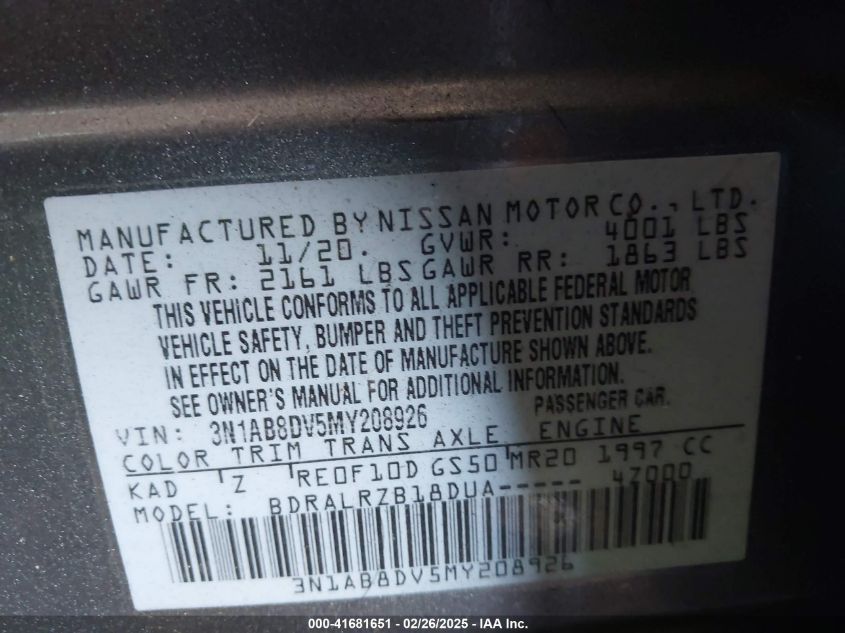 MANUFACTURED BY NISSAN MOTOR CO., LTD.
DATE: 11/20. GVWR: 4001 LBS
GAWR FR: 2161 LBS GAWR RR: 1863 LBS
THIS VEHICLE CONFORMS TO ALL APPLICABLE FEDERAL MOTOR
VEHICLE SAFETY, BUMPER AND THEFT PREVENTION STANDARDS
IN EFFECT ON THE DATE OF MANUFACTURE SHOWN ABOVE.
SEE OWNER'S MANUAL FOR ADDITIONAL INFORMATION.
VIN: 3N1AB8DV5MY208926 PASSENGER CAR.
COLOR TRIM TRANS AXLE ENGINE
KAD Z RE0F10D GS50 MR20 1997 CC
MODEL: BDRALRZB18DUA----- 47000
3N1AB8DV5MY208926
000-41681651 - 02/26/2025 - IAA Inc.